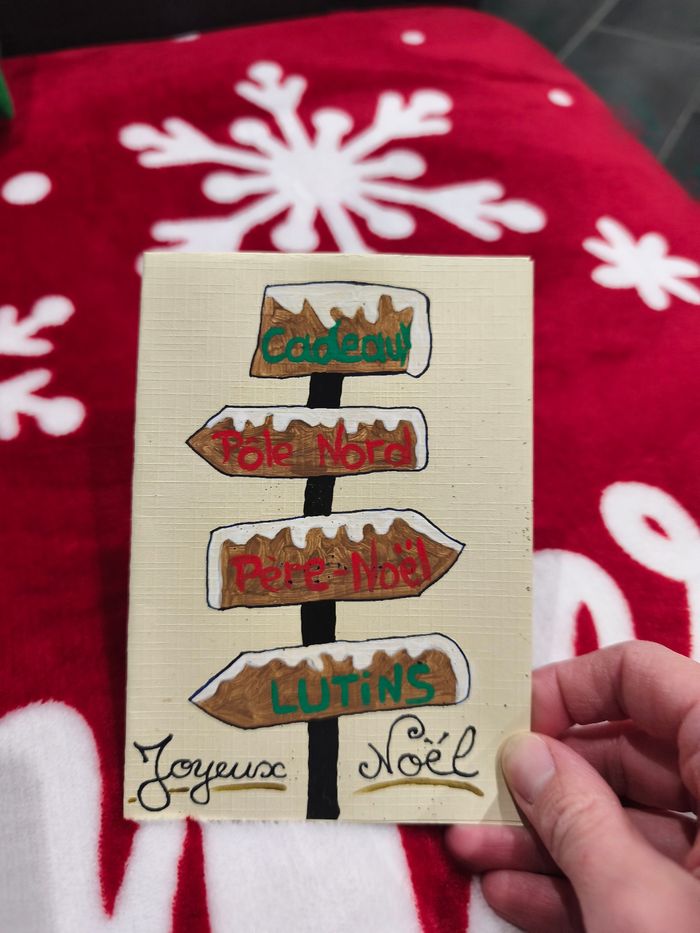 Cadeaux
Pôle Nord
Père-Noël
LUTiNS
Joyeux Noël